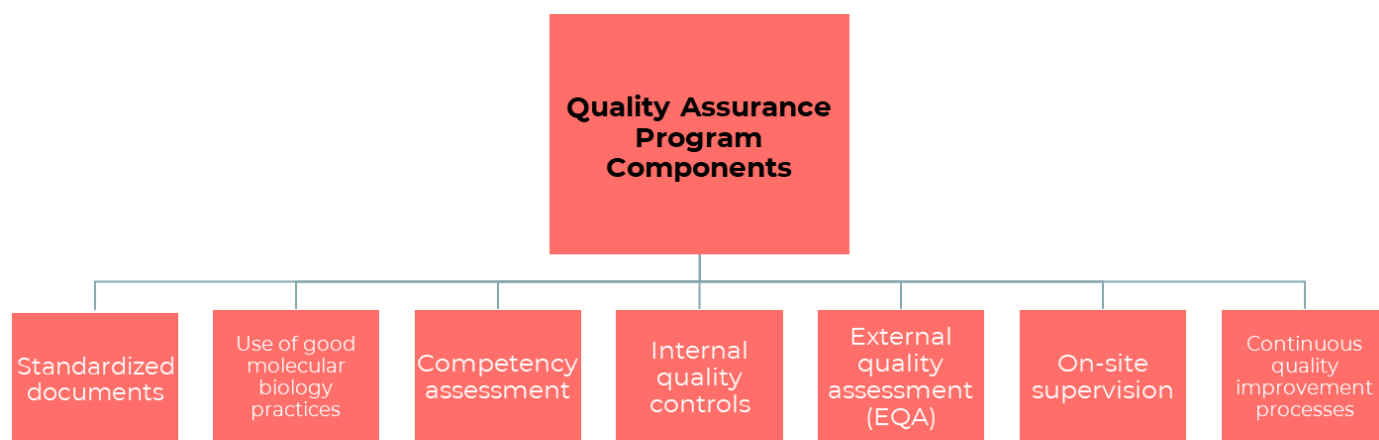 Quality Assurance
Program
Components
Standardized
documents
Use of good
molecular
biology
practices
Competency
assessment
Internal
quality
controls
External
quality
assessment
(EQA)
On-site
supervision
Continuous
quality
improvement
processes